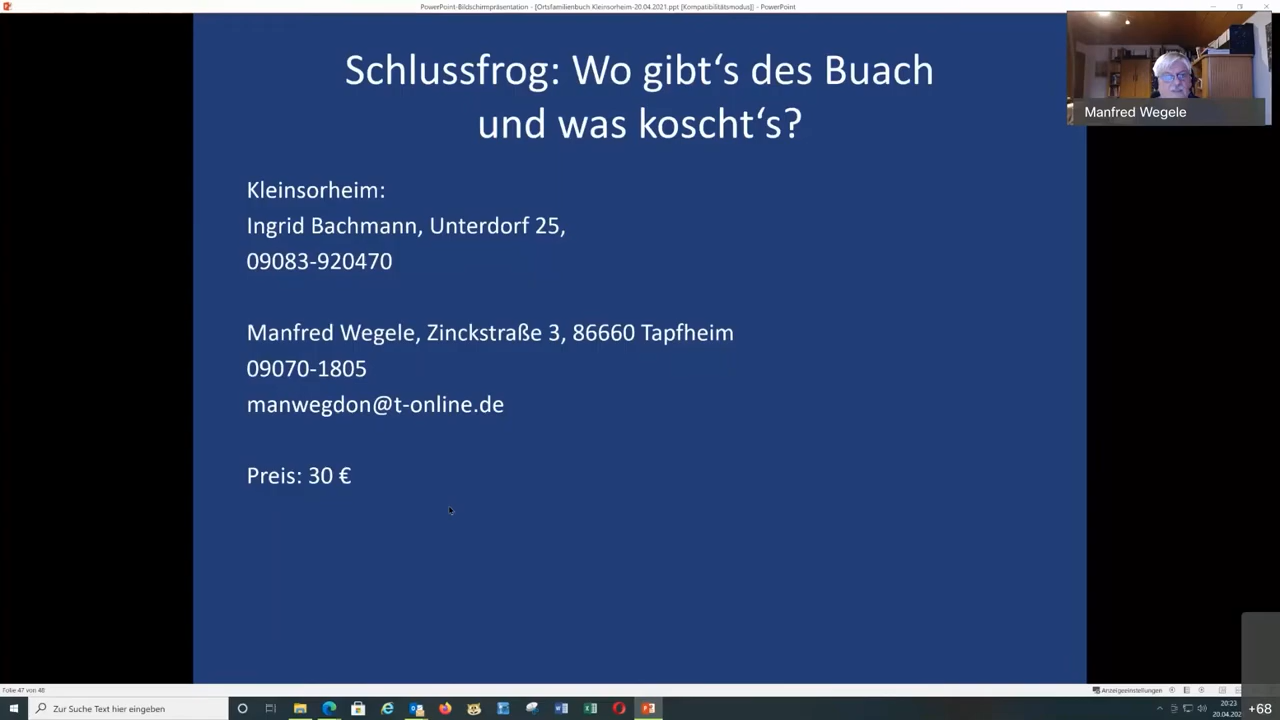 PowerPoint-Bildschirmpräsentation - [Ortsfamilienbuch Kleinsorheim-20.04.2021.ppt [Kompatibilitätsmodus]] - PowerPoint
Schlussfrog: Wo gibt‘s des Buach
und was koscht‘s?
Manfred Wegele
Kleinsorheim:
Ingrid Bachmann, Unterdorf 25,
09083-920470
Manfred Wegele, Zinckstraße 3, 86660 Tapfheim
09070-1805
manwegdon@t-online.de
Preis: 30 €
Folie 47 von 48
Anzeigeeinstellungen
Zur Suche Text hier eingeben
20:23
20.04.202
+68